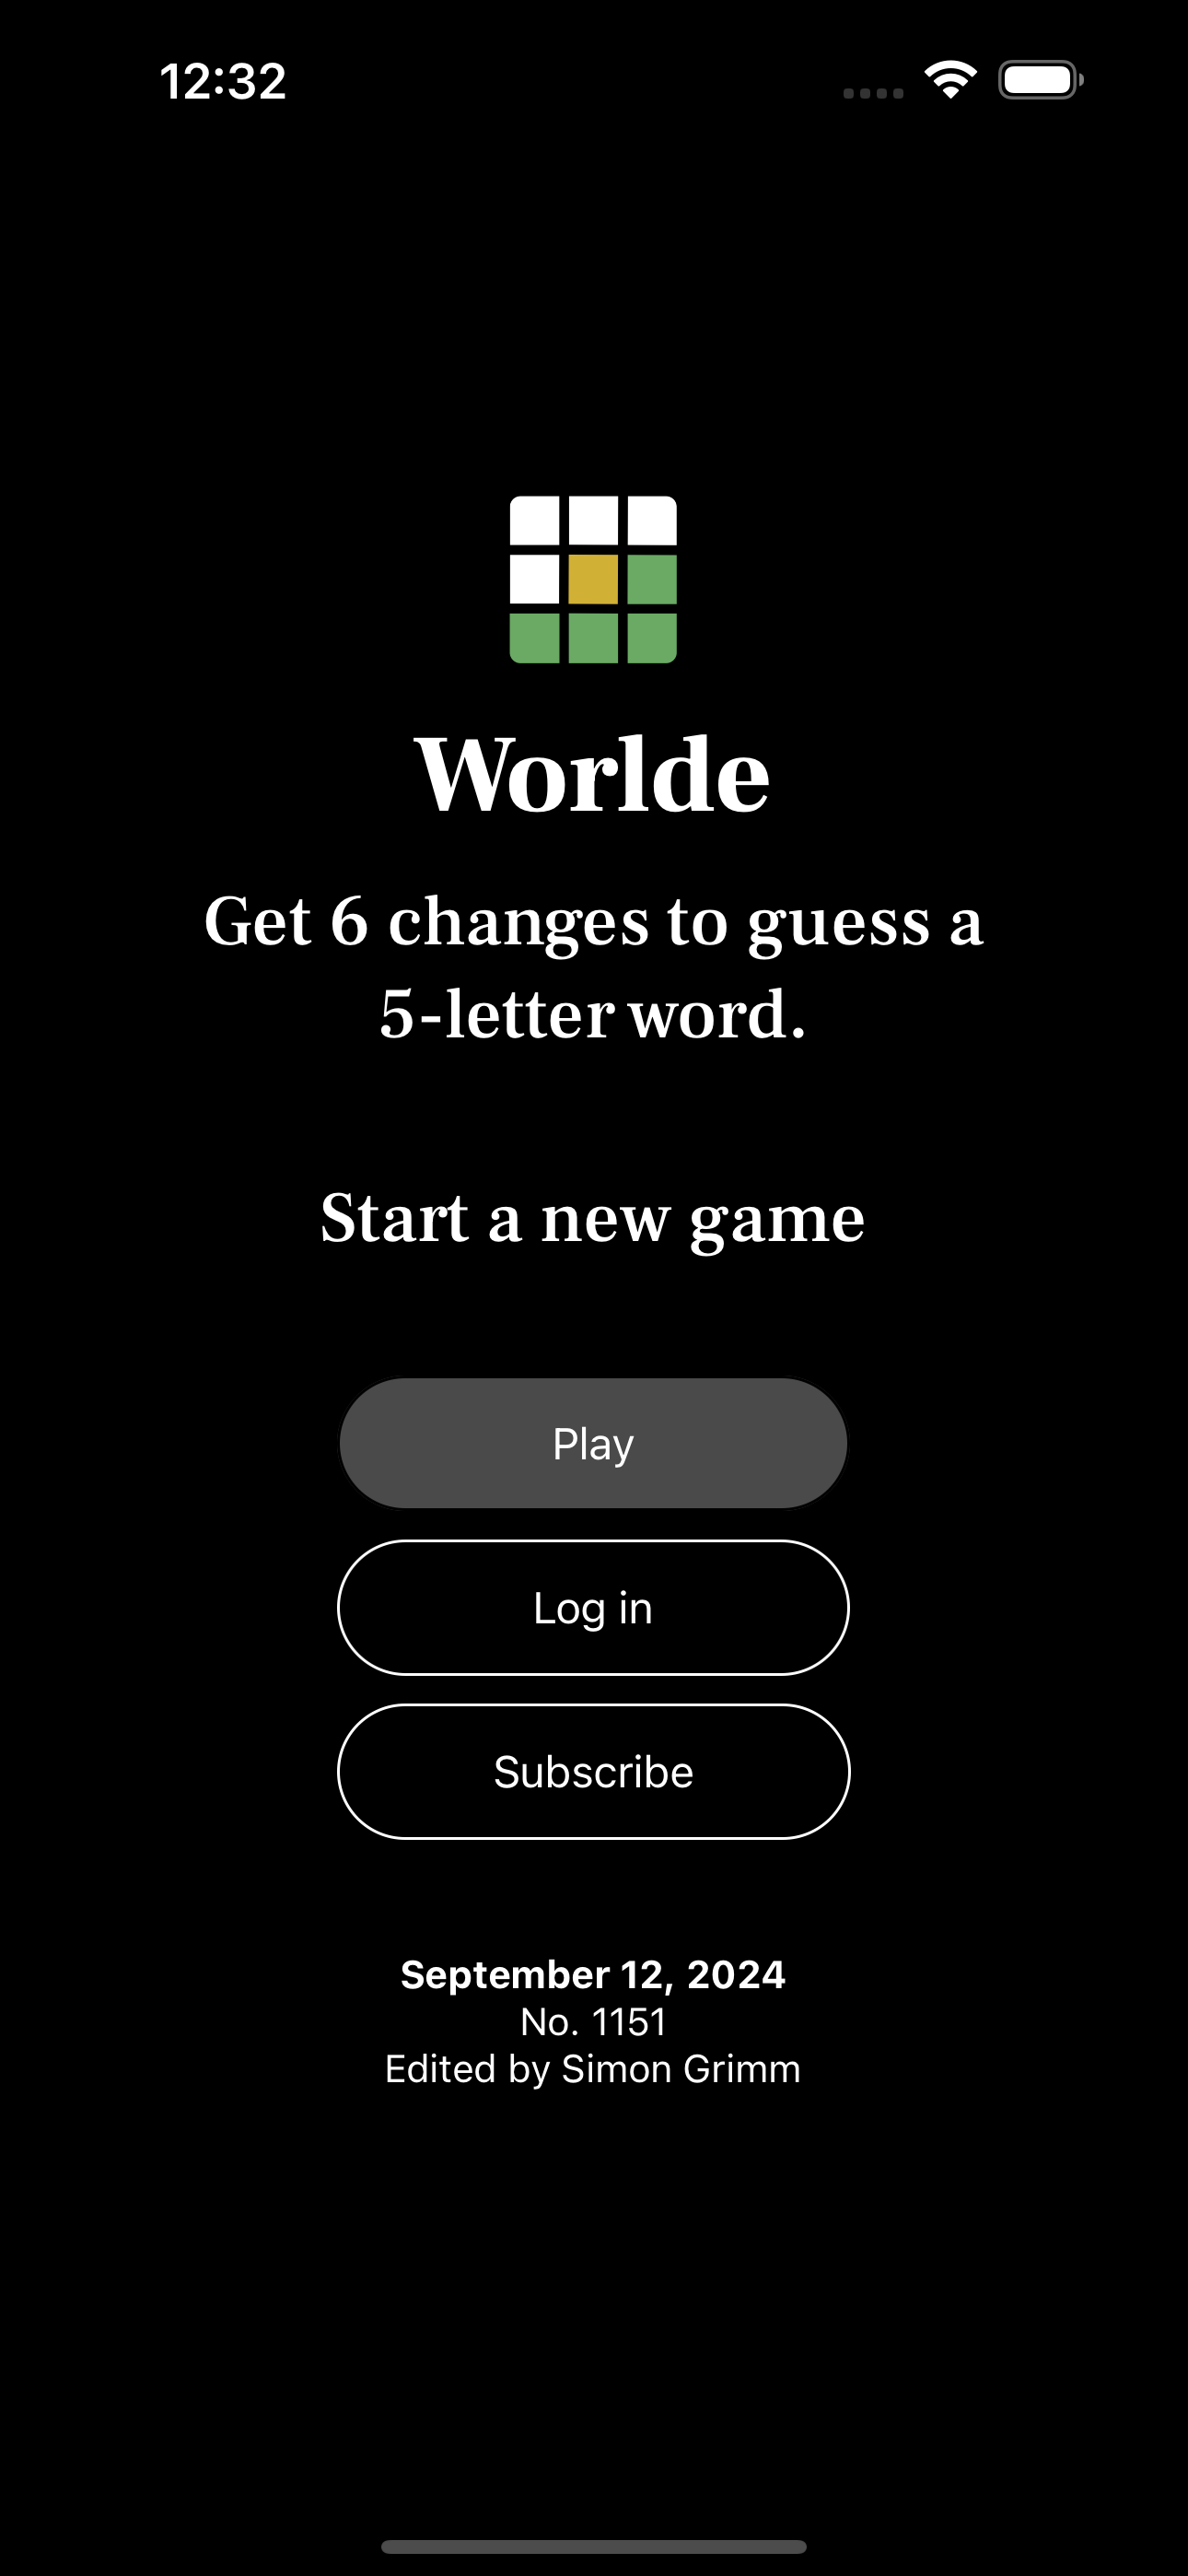 12:32
Worlde
Get 6 changes to guess a
5-letter word.
Start a new game
Play
Log in
Subscribe
September 12, 2024
No. 1151
Edited by Simon Grimm